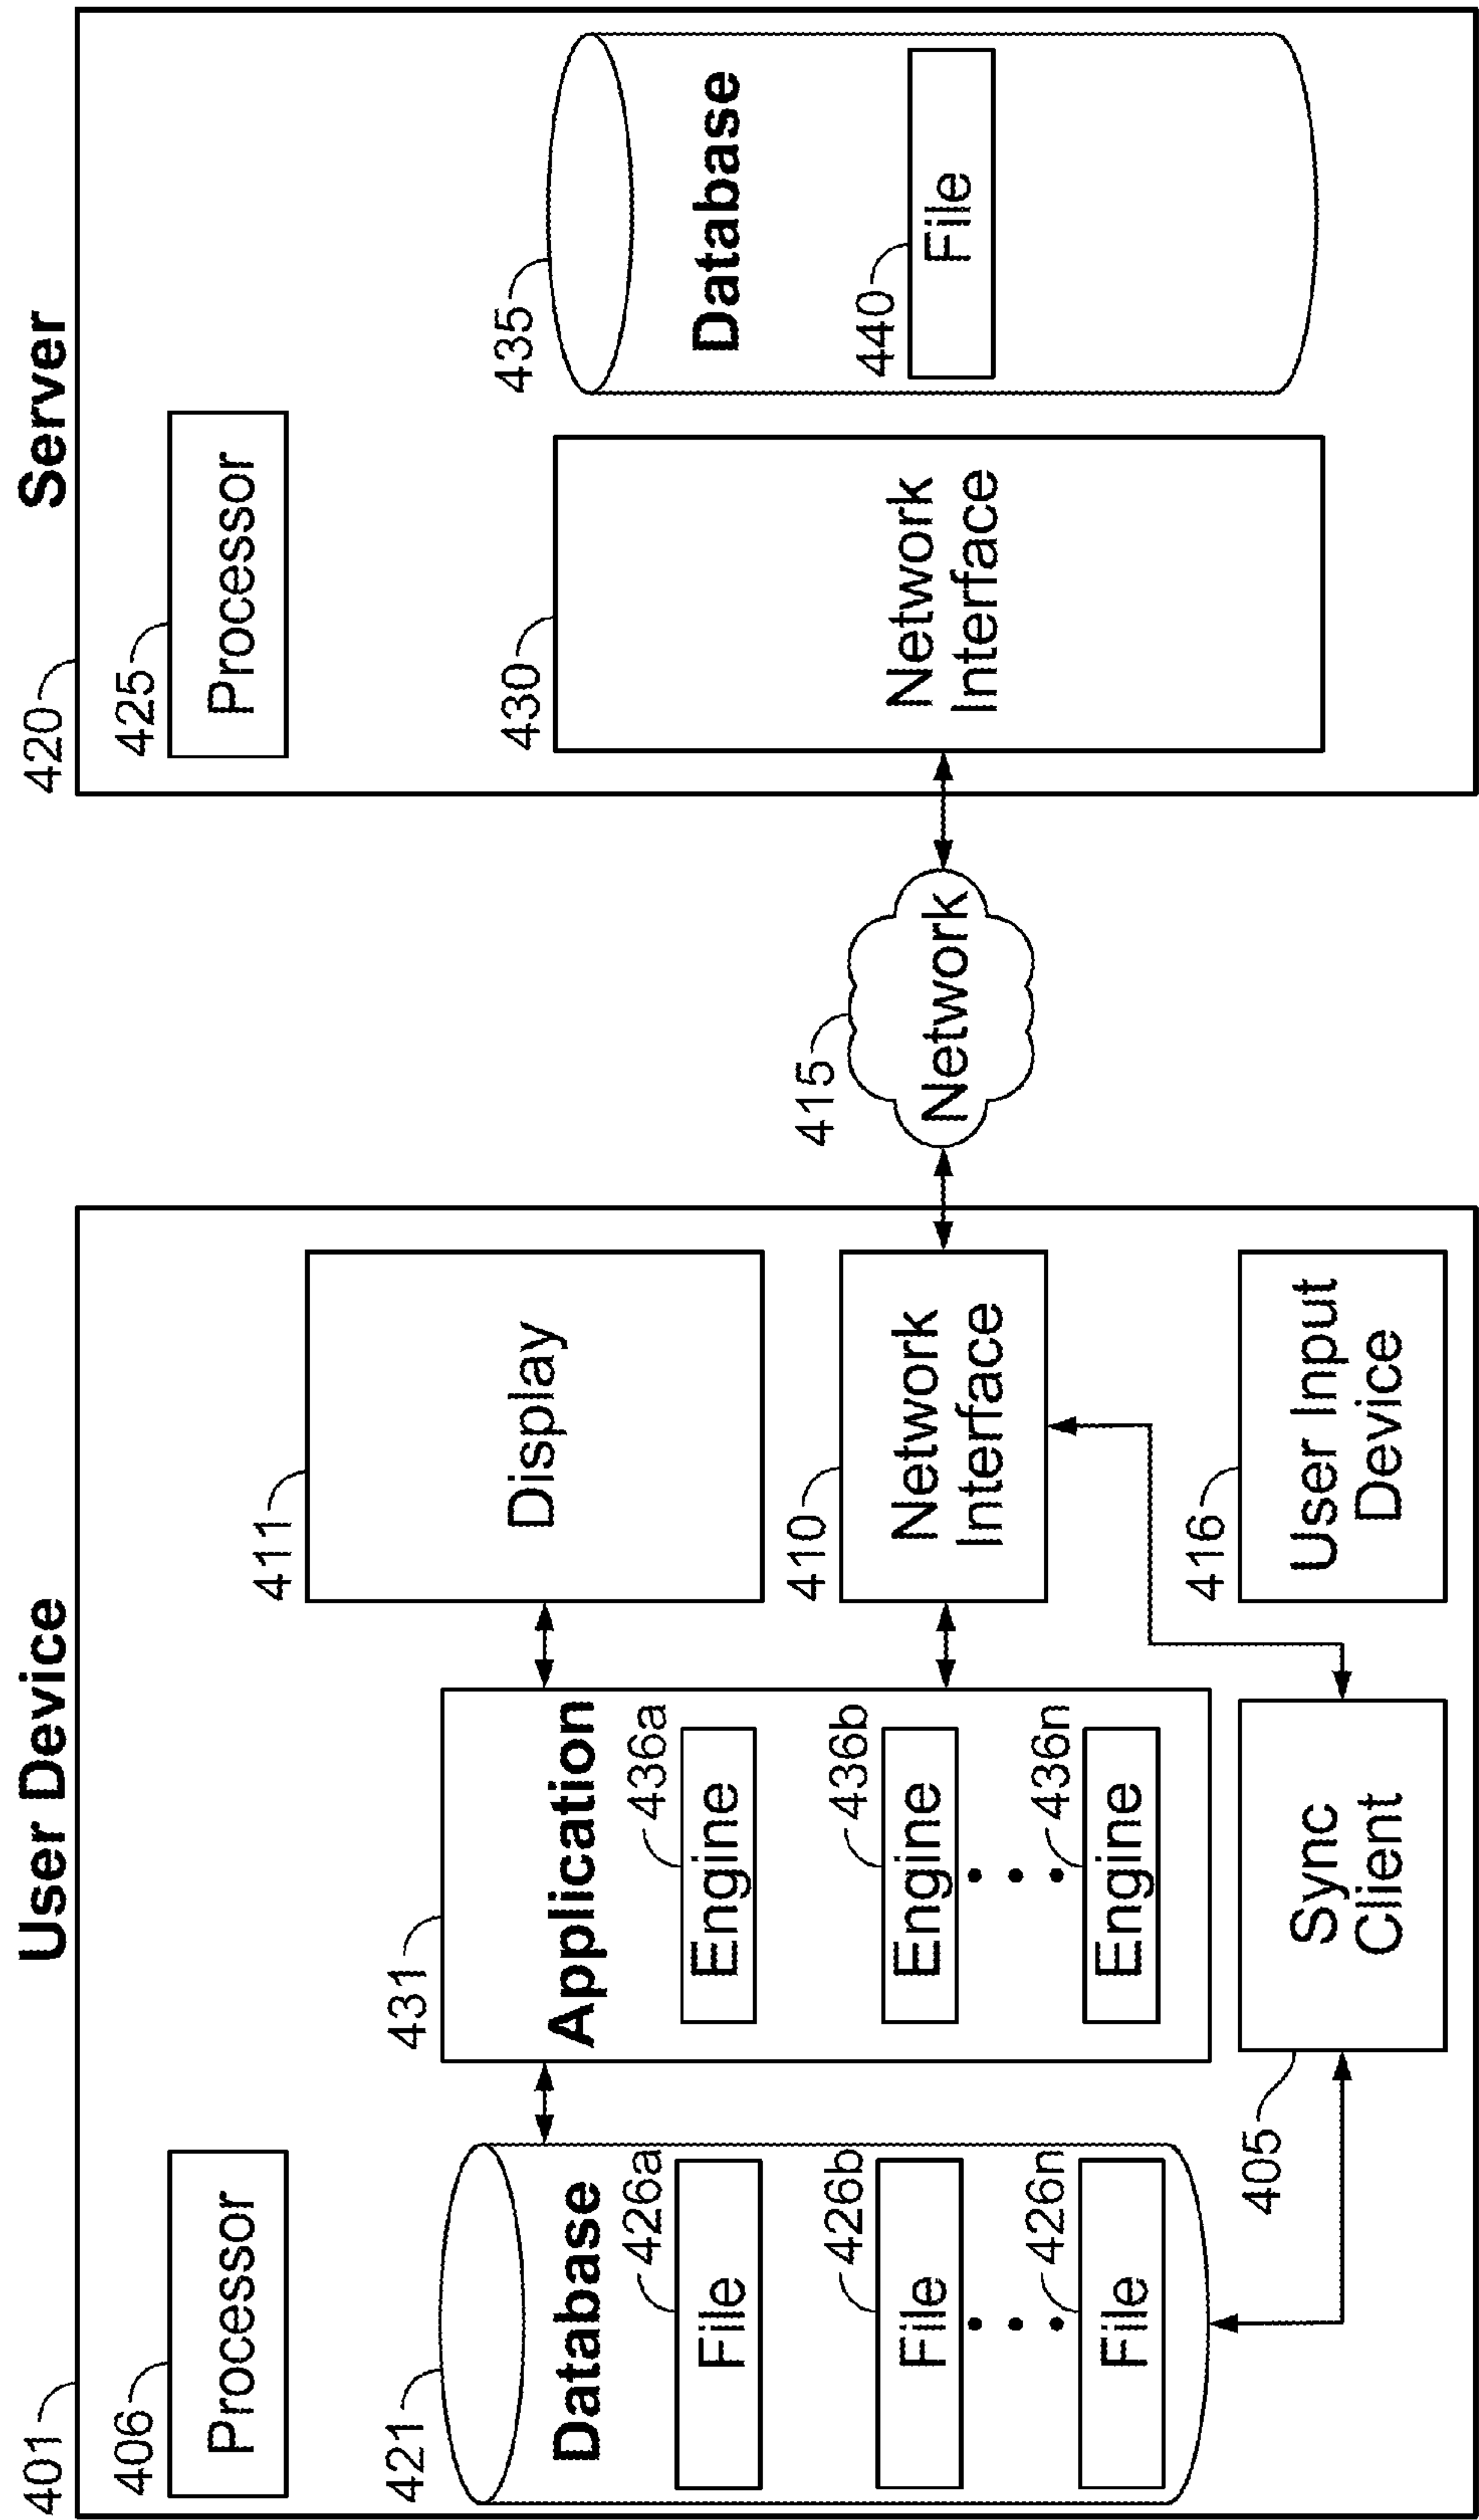 User Device
401
406
Processor
421
Database
426a
File
426b
File
426n
File
431
Application
436a
Engine
436b
Engine
436n
Engine
405
Sync
Client
411
Display
410
Network
Interface
416
User Input
Device
415
Network
Server
420
425
Processor
430
Network
Interface
435
Database
440
File